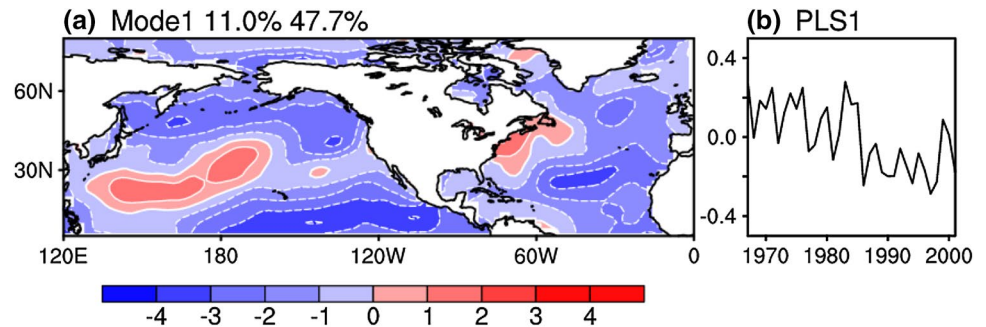 (a) Mode1 11.0% 47.7%
(b) PLS1
60N
30N
120E 180 120W 60W 0
0.4
0.0
-0.4
1970 1980 1990 2000
-4 -3 -2 -1 0 1 2 3 4